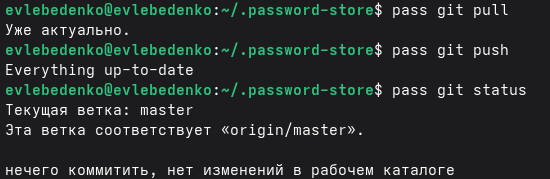 evlebedenko@evlebedenko:~/.password-store$ pass git pull
Уже актуально.
evlebedenko@evlebedenko:~/.password-store$ pass git push
Everything up-to-date
evlebedenko@evlebedenko:~/.password-store$ pass git status
Текущая ветка: master
Эта ветка соответствует «origin/master».

нечего коммитить, нет изменений в рабочем каталоге